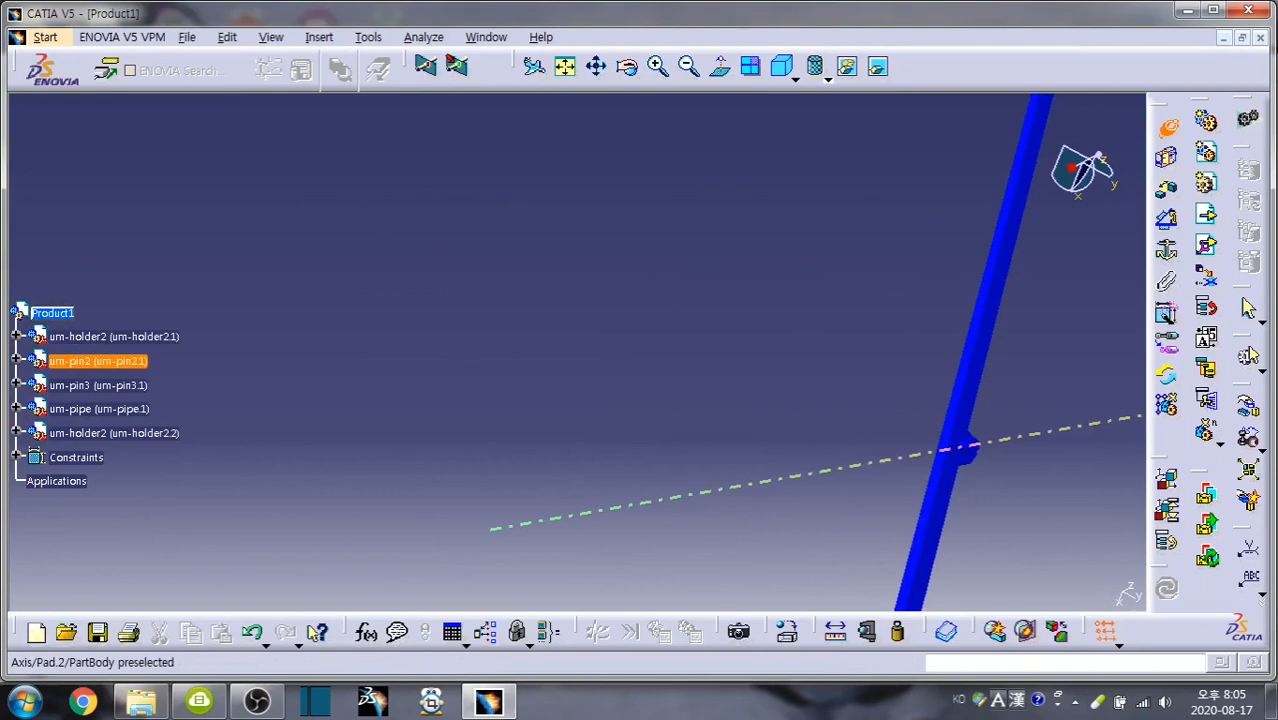 CATIA V5 - [Product1]
Start ENOVIA V5 VPM File Edit View Insert Tools Analyze Window Help
ENOVIA
ENOVIA Search...
z
y
x
Product1
um-holder2 (um-holder2.1)
um-pin2 (um-pin2.1)
um-pin3 (um-pin3.1)
um-pipe (um-pipe.1)
um-holder2 (um-holder2.2)
Constraints
Applications
z
x y
f(x)
CATIA
Axis/Pad.2/PartBody preselected
KO A 漢
오후 8:05
2020-08-17